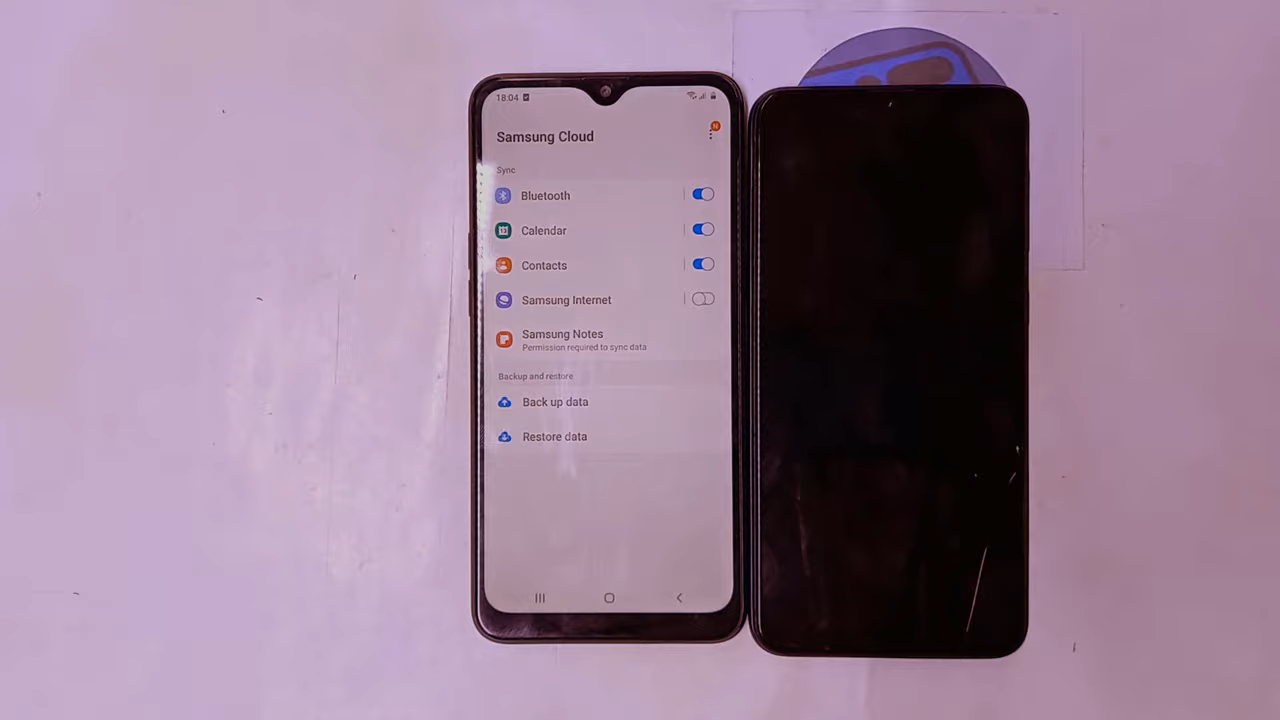 18:04
Samsung Cloud
N
Sync
Bluetooth
Calendar
Contacts
Samsung Internet
Samsung Notes
Permission required to sync data
Backup and restore
Back up data
Restore data